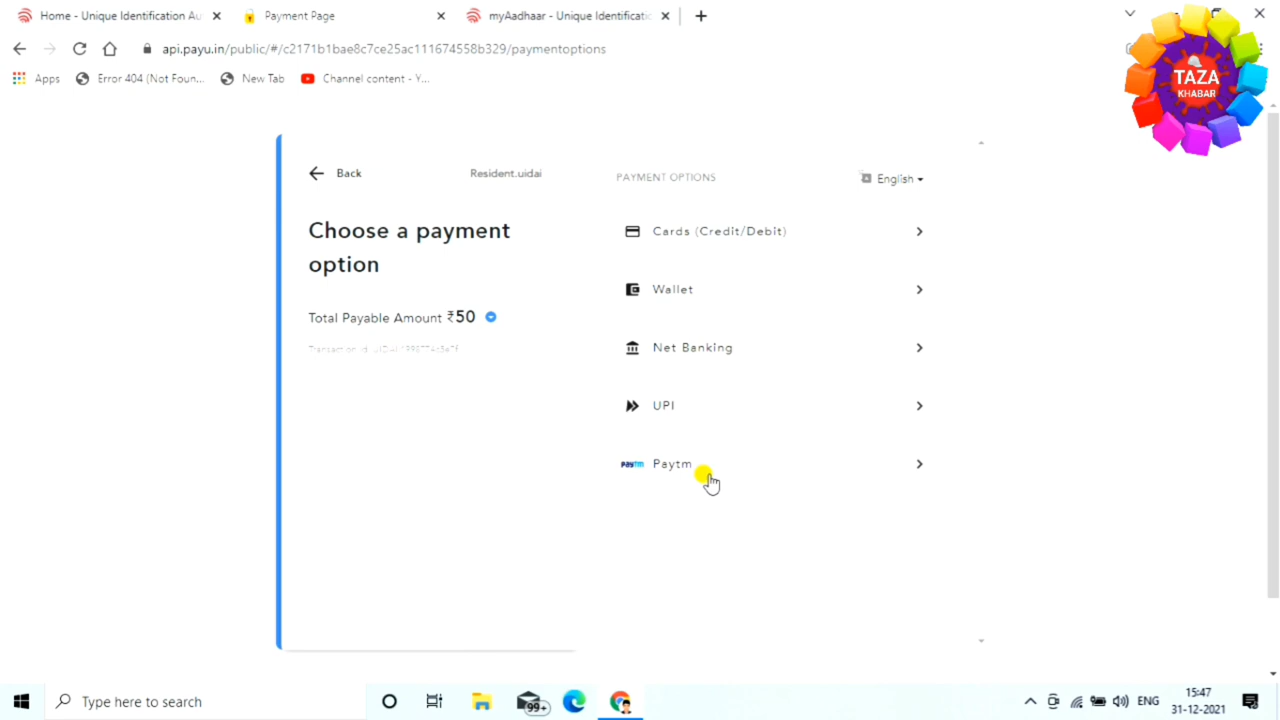 Home - Unique Identification Au
Payment Page
myAadhaar - Unique Identificatio
api.payu.in/public/#/c2171b1bae8c7ce25ac111674558b329/paymentoptions
Apps
Error 404 (Not Foun...
New Tab
Channel content - Y...
TAZA
KHABAR
Back
Resident.uidai
PAYMENT OPTIONS
English
Choose a payment
option
Total Payable Amount ₹50
Transaction id:
Cards (Credit/Debit)
Wallet
Net Banking
UPI
paytm Paytm
Type here to search
99+
ENG
15:47
31-12-2021